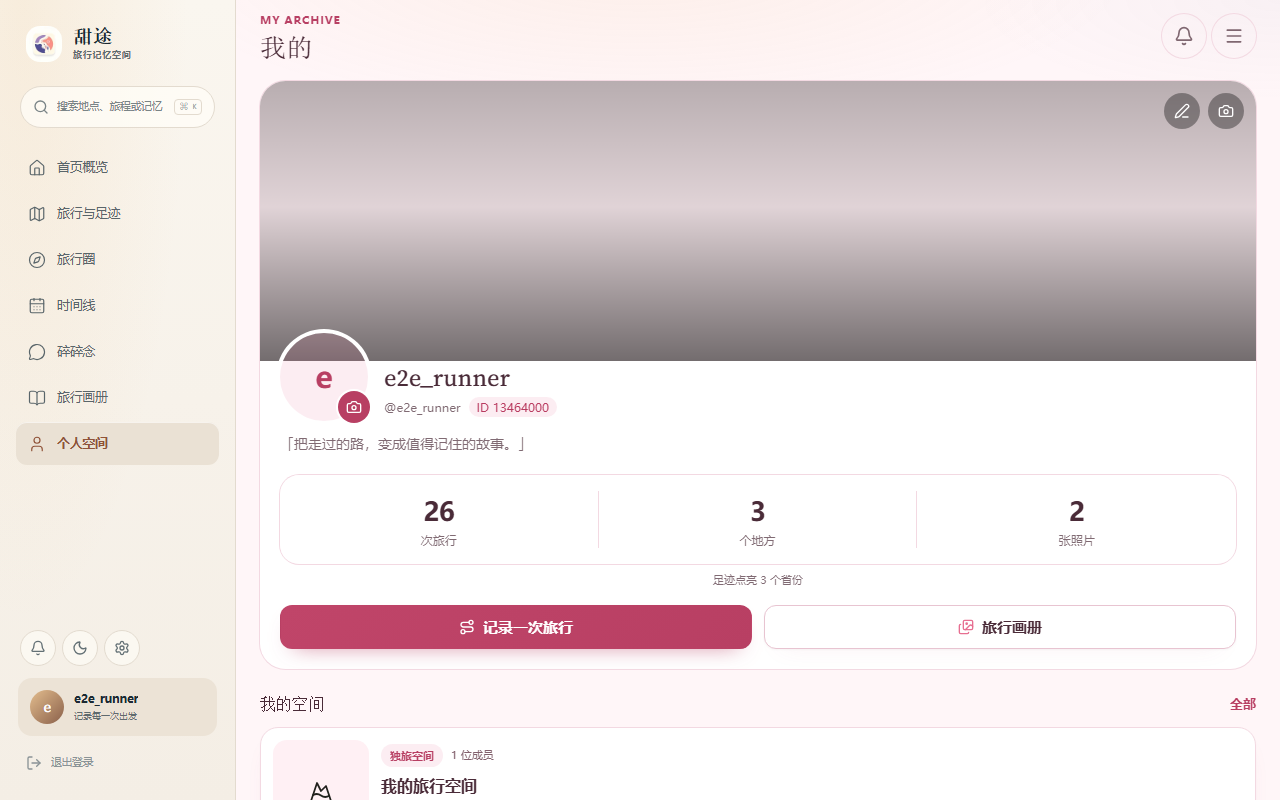 甜途
旅行记忆空间
搜索地点、旅程或记忆
⌘ K
首页概览
旅行与足迹
旅行圈
时间线
碎碎念
旅行画册
个人空间
e
e2e_runner
记录每一次出发
退出登录
MY ARCHIVE
我的
e
e2e_runner
@e2e_runner ID 13464000
「把走过的路，变成值得记住的故事。」
26 3 2
次旅行 个地方 张照片
足迹点亮 3 个省份
记录一次旅行 旅行画册
我的空间 全部
独旅空间 1 位成员
我的旅行空间